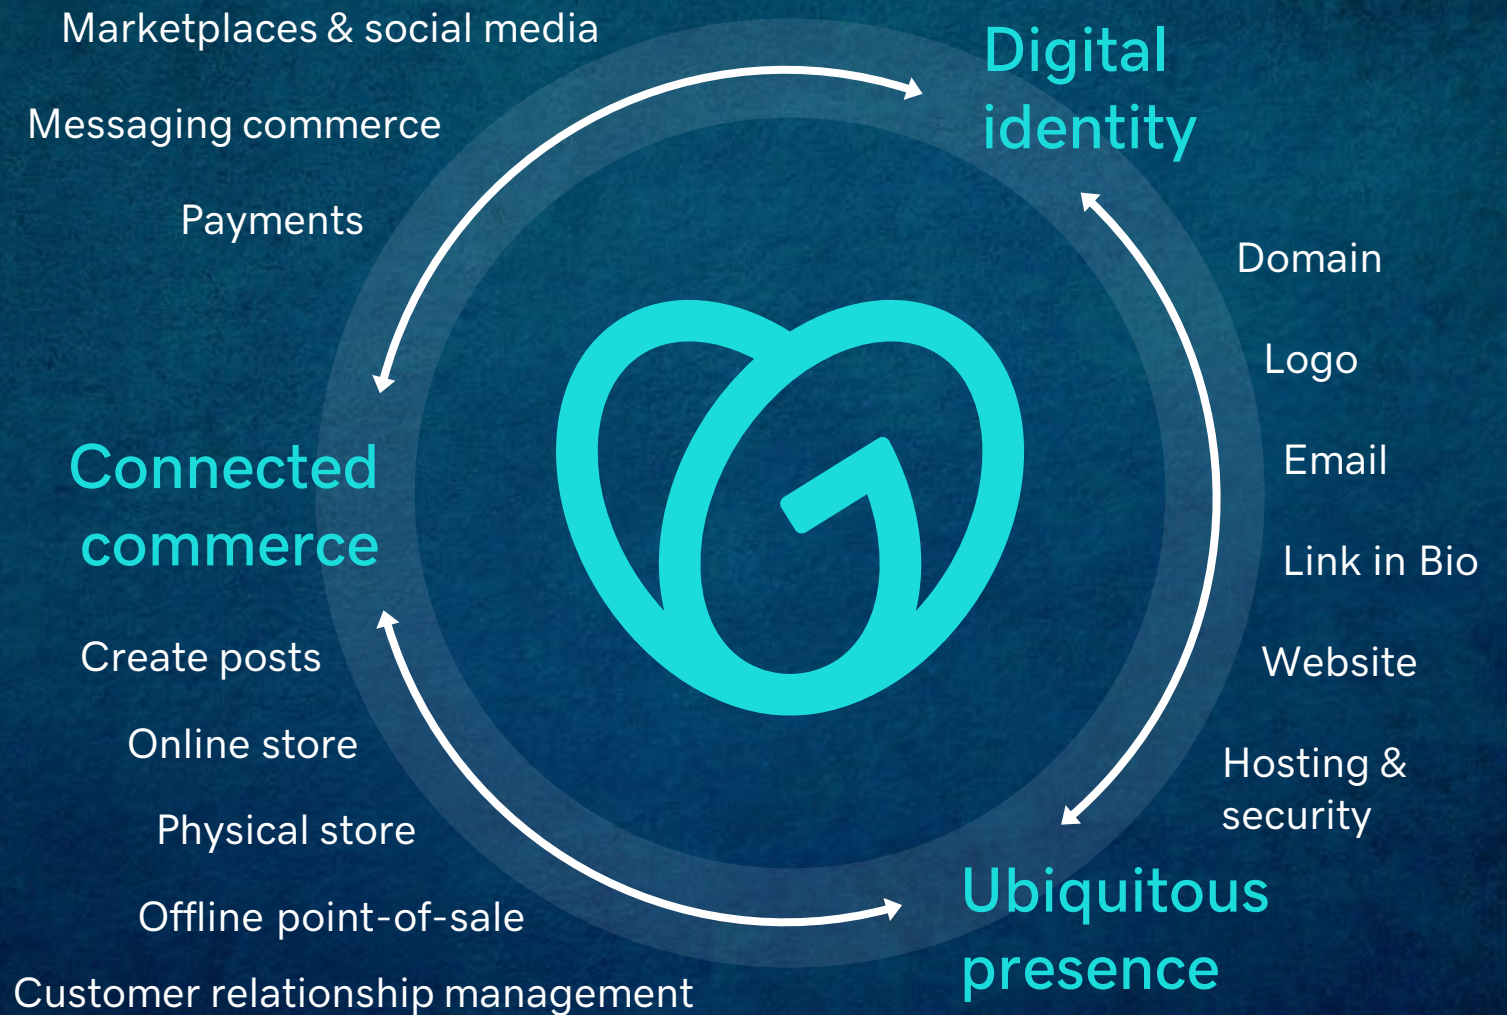 Marketplaces & social media
Messaging commerce
Payments
Digital
identity
Domain
Logo
Email
Link in Bio
Website
Hosting &
security
Connected
commerce
Create posts
Online store
Physical store
Offline point-of-sale
Customer relationship management
Ubiquitous
presence